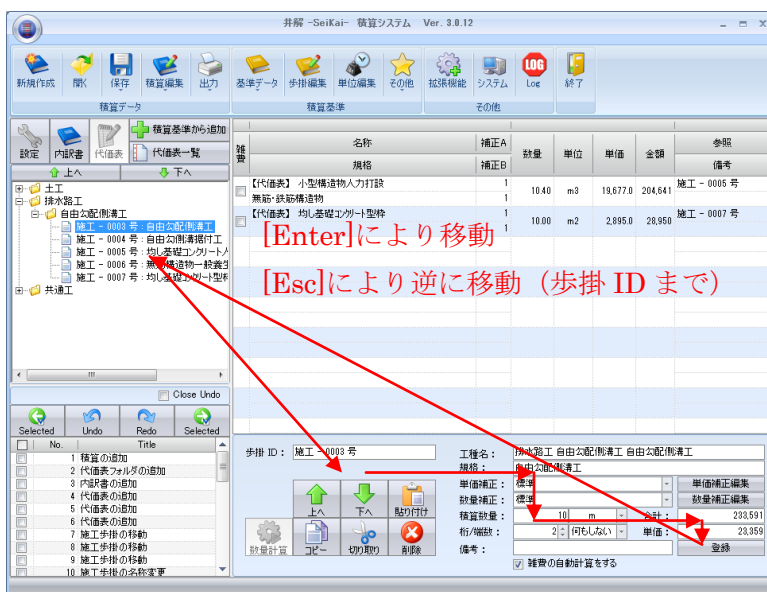 井解 -SeiKai- 積算システム Ver. 3.0.12
新規作成 開く 保存 積算編集 出力
基準データ 歩掛編集 単位編集 その他
拡張機能 システム Log 終了
積算データ
積算基準
その他
設定 内訳書 代価表
積算基準から追加
代価表一覧
上へ 下へ
土工
排水路工
自由勾配側溝工
施工 - 0003 号 : 自由勾配側溝工
施工 - 0004 号 : 自由勾配側溝据付工
施工 - 0005 号 : 均し基礎コンクリート人
施工 - 0006 号 : 無筋構造物一般養生
施工 - 0007 号 : 均し基礎コンクリート型枠
共通工
雑費 名称 補正A 数量 単位 単価 金額 参照
規格 補正B 備考
【代価表】 小型構造物人力打設 1 10.40 m3 19,677.0 204,641 施工 - 0005 号
無筋・鉄筋構造物 1
【代価表】 均し基礎コンクリート型枠 1 10.00 m2 2,895.0 28,950 施工 - 0007 号
1
[Enter]により移動
[Esc]により逆に移動（歩掛 ID まで）
Close Undo
Selected Undo Redo Selected
No. Title
1 積算の追加
2 代価表フォルダの追加
3 内訳書の追加
4 代価表の追加
5 代価表の追加
6 代価表の追加
7 施工歩掛の移動
8 施工歩掛の移動
9 施工歩掛の移動
10 施工歩掛の名称変更
歩掛 ID : 施工 - 0003 号
上へ 下へ 貼り付け
数量計算 コピー 切り取り 削除
工種名 : 排水路工 自由勾配側溝工 自由勾配側溝工
規格 : 自由勾配側溝工
単価補正 : 標準 単価補正編集
数量補正 : 標準 数量補正編集
積算数量 : 10 m 合計 : 233,591
桁/端数 : 2 何もしない 単価 : 23,359
備考 : 登録
雑費の自動計算をする